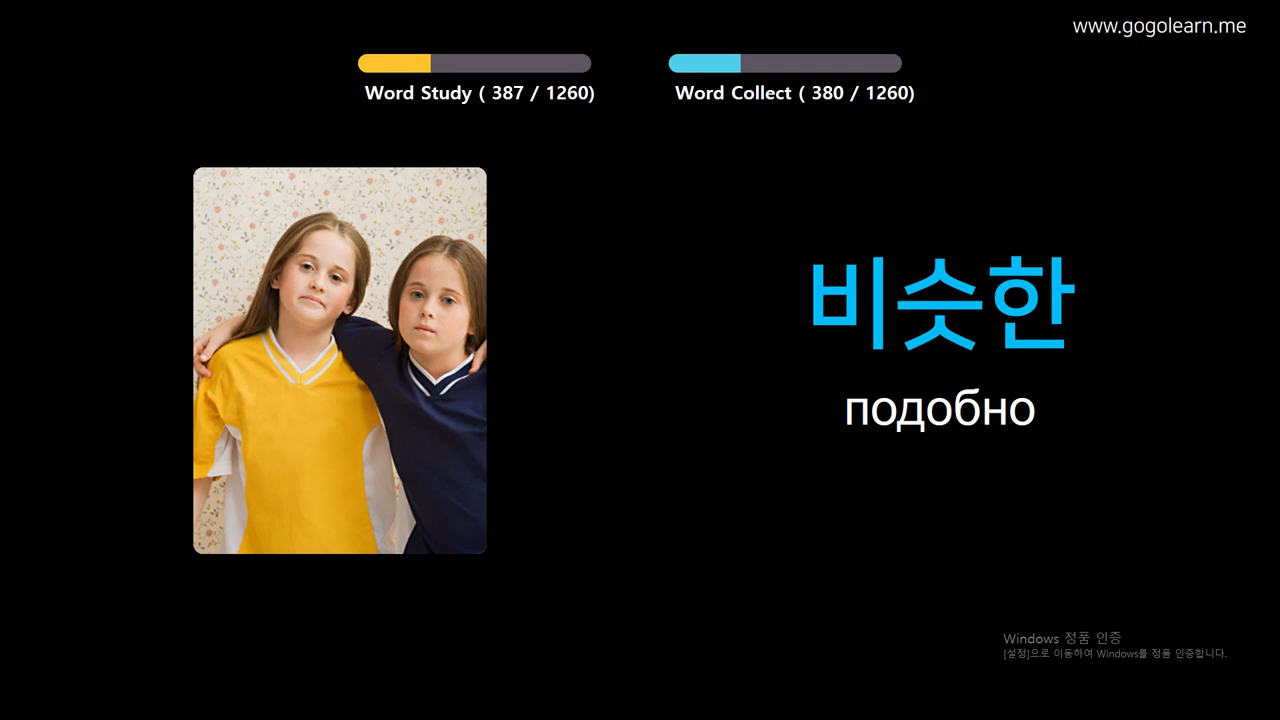 www.gogolearn.me
Word Study ( 387 / 1260)
Word Collect ( 380 / 1260)
비슷한
подобно
Windows 정품 인증
[설정]으로 이동하여 Windows를 정품 인증합니다.